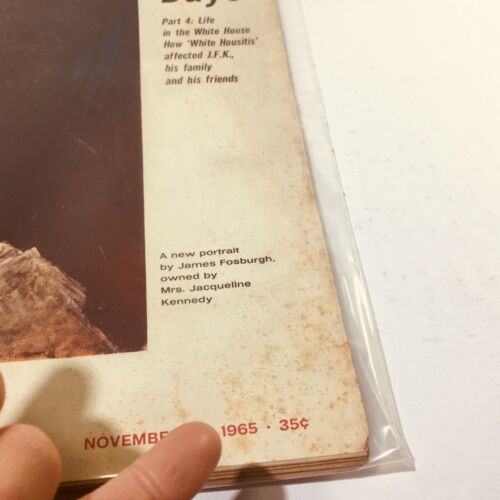 Days
Part 4: Life
in the White House
How 'White Housitis'
affected J.F.K.,
his family
and his friends
A new portrait
by James Fosburgh,
owned by
Mrs. Jacqueline
Kennedy
1965 · 35¢